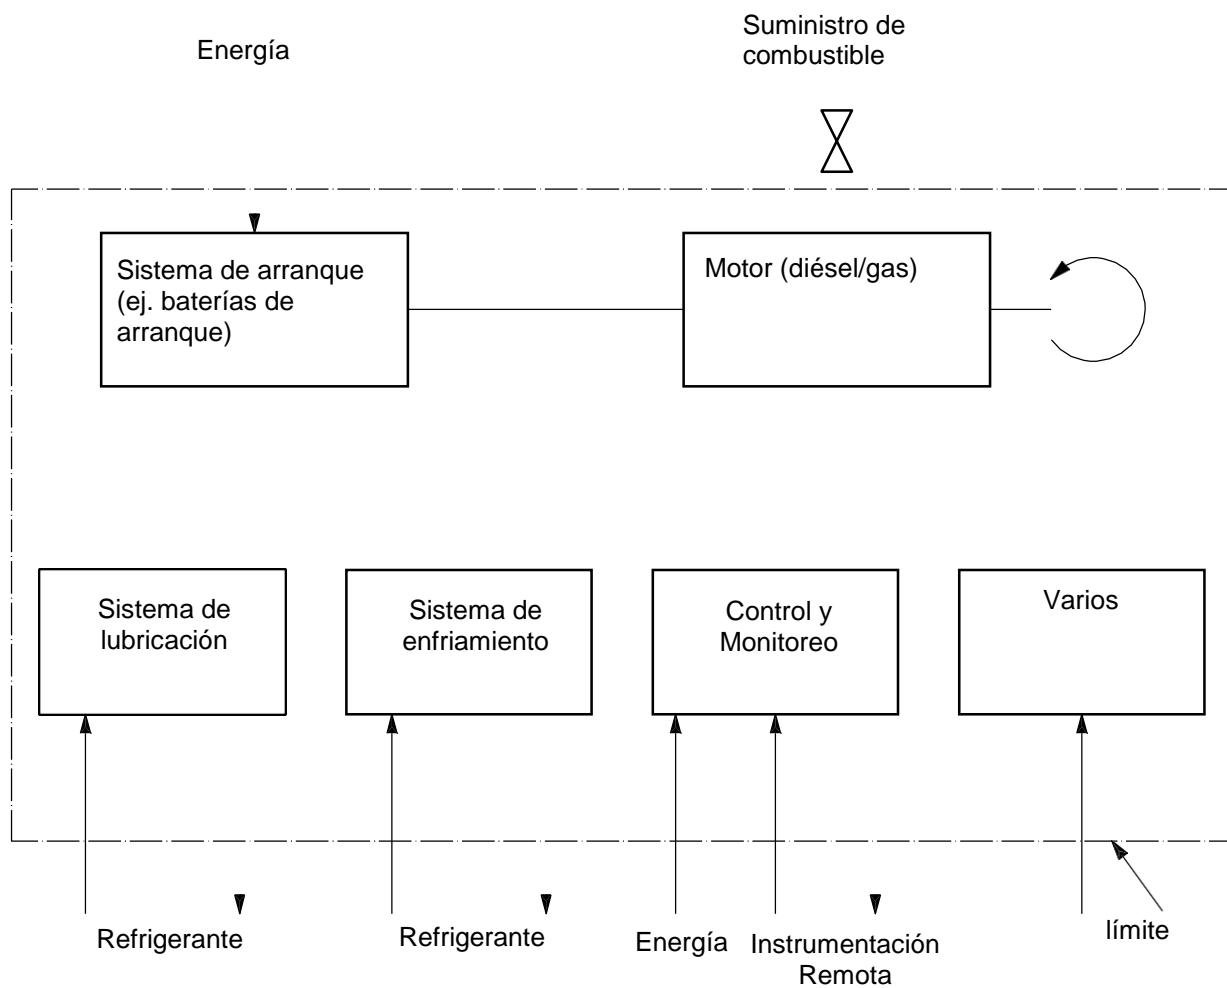 Energía
Suministro de
combustible
Sistema de arranque
(ej. baterías de
arranque)
Motor (diésel/gas)
Sistema de
lubricación
Sistema de
enfriamiento
Control y
Monitoreo
Varios
Refrigerante
Refrigerante
Energía
Instrumentación
Remota
límite